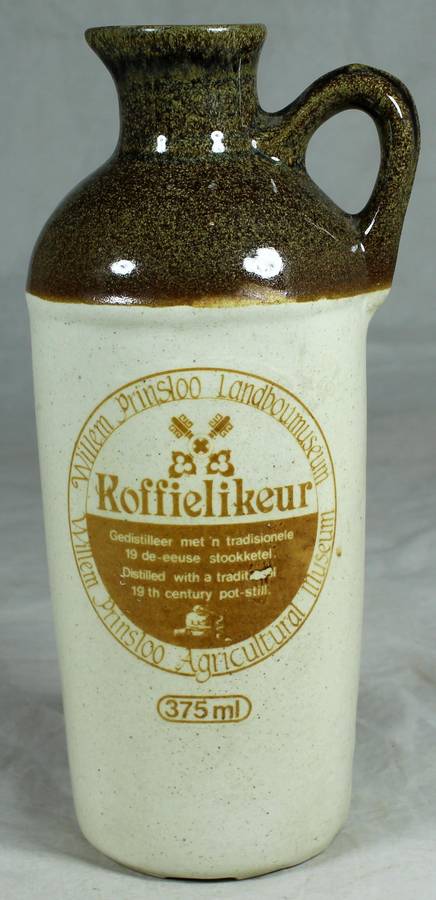 Willem Prinsloo Landboumuseum
Koffielikeur
Gedistilleer met 'n tradisionele
19 de-eeuse stookketel.
Distilled with a traditional
19 th century pot-still.
Willem Prinsloo Agricultural Museum
375 ml